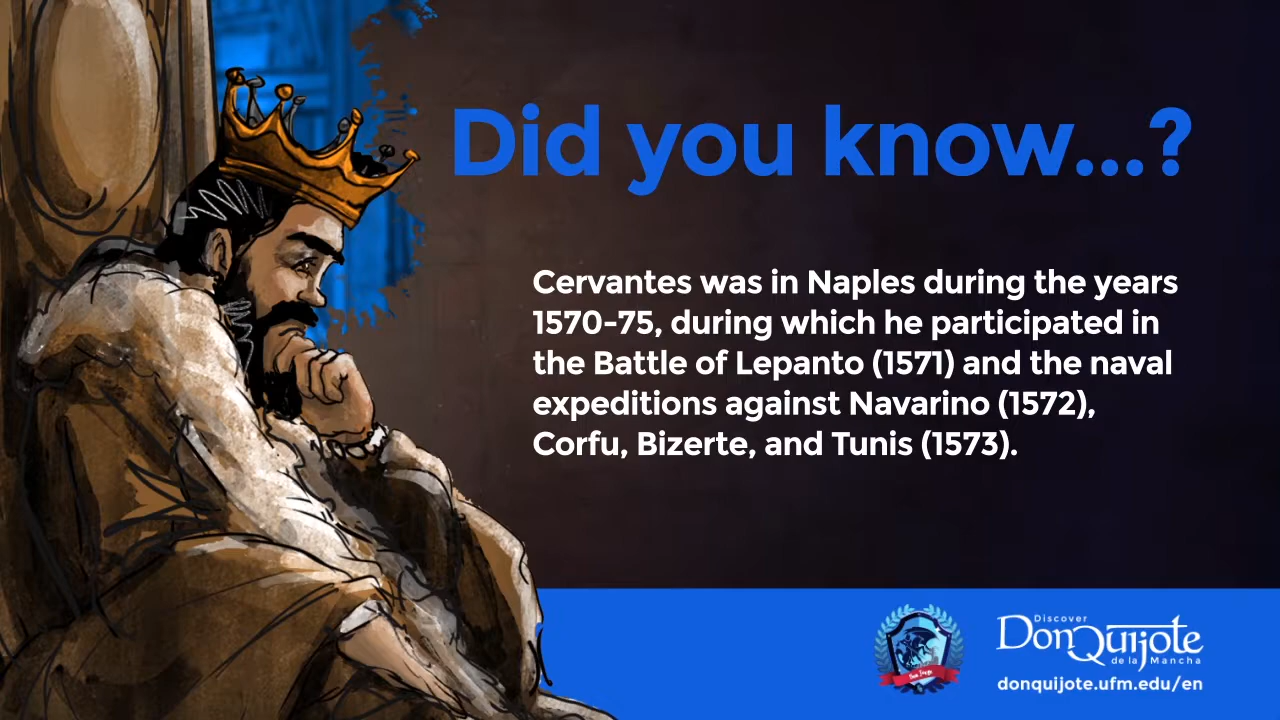 Did you know...?
Cervantes was in Naples during the years
1570-75, during which he participated in
the Battle of Lepanto (1571) and the naval
expeditions against Navarino (1572),
Corfu, Bizerte, and Tunis (1573).
Discover
Don Quijote
de la Mancha
donquijote.ufm.edu/en